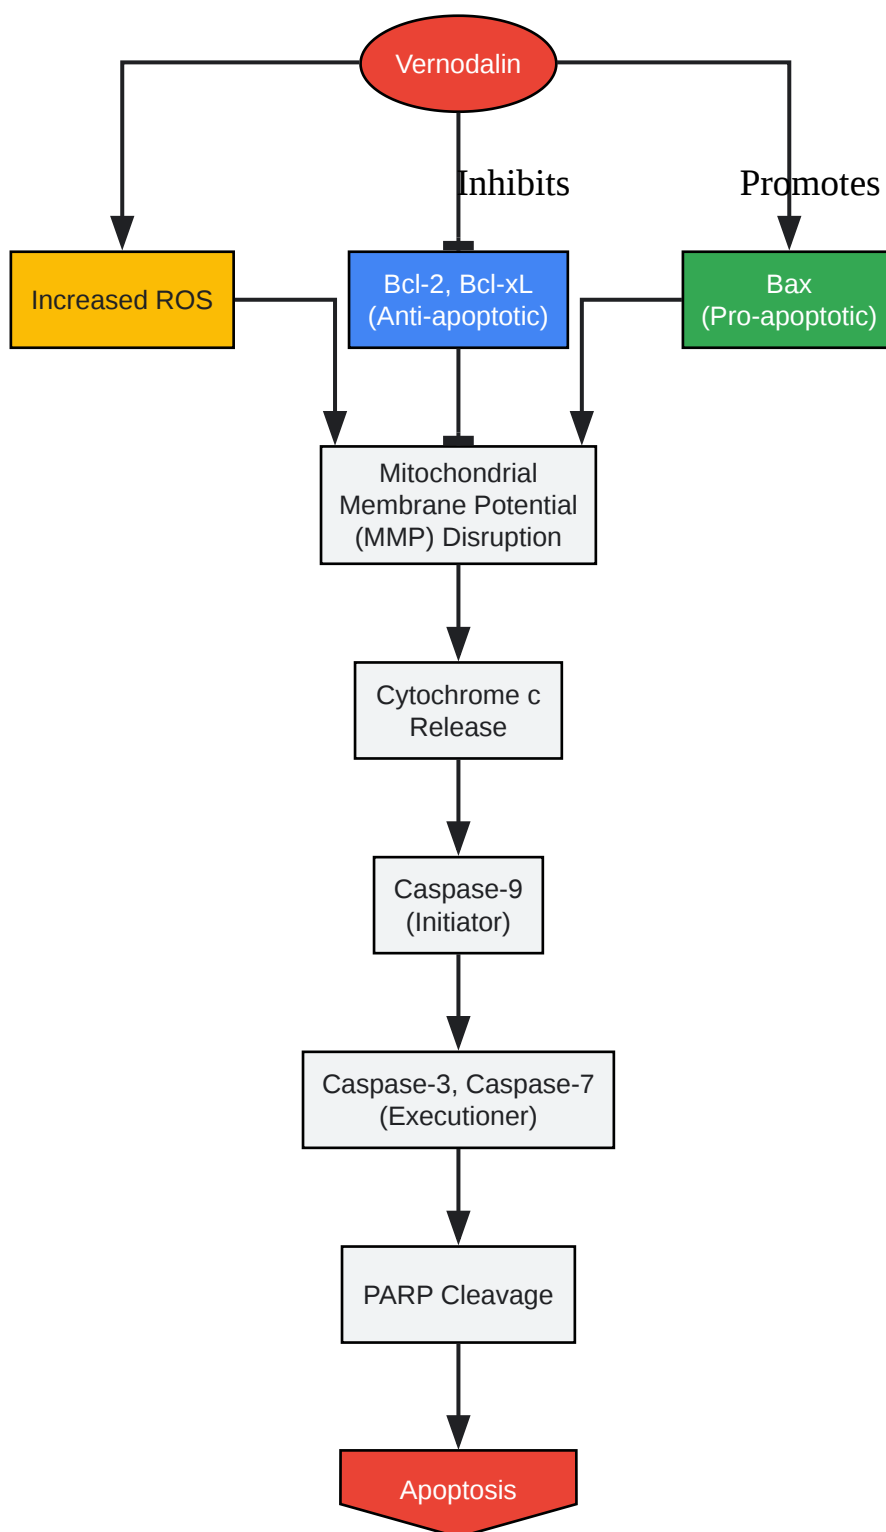 Vernodalin
Inhibits
Promotes
Increased ROS
Bcl-2, Bcl-xL
(Anti-apoptotic)
Bax
(Pro-apoptotic)
Mitochondrial
Membrane Potential
(MMP) Disruption
Cytochrome c
Release
Caspase-9
(Initiator)
Caspase-3, Caspase-7
(Executioner)
PARP Cleavage
Apoptosis